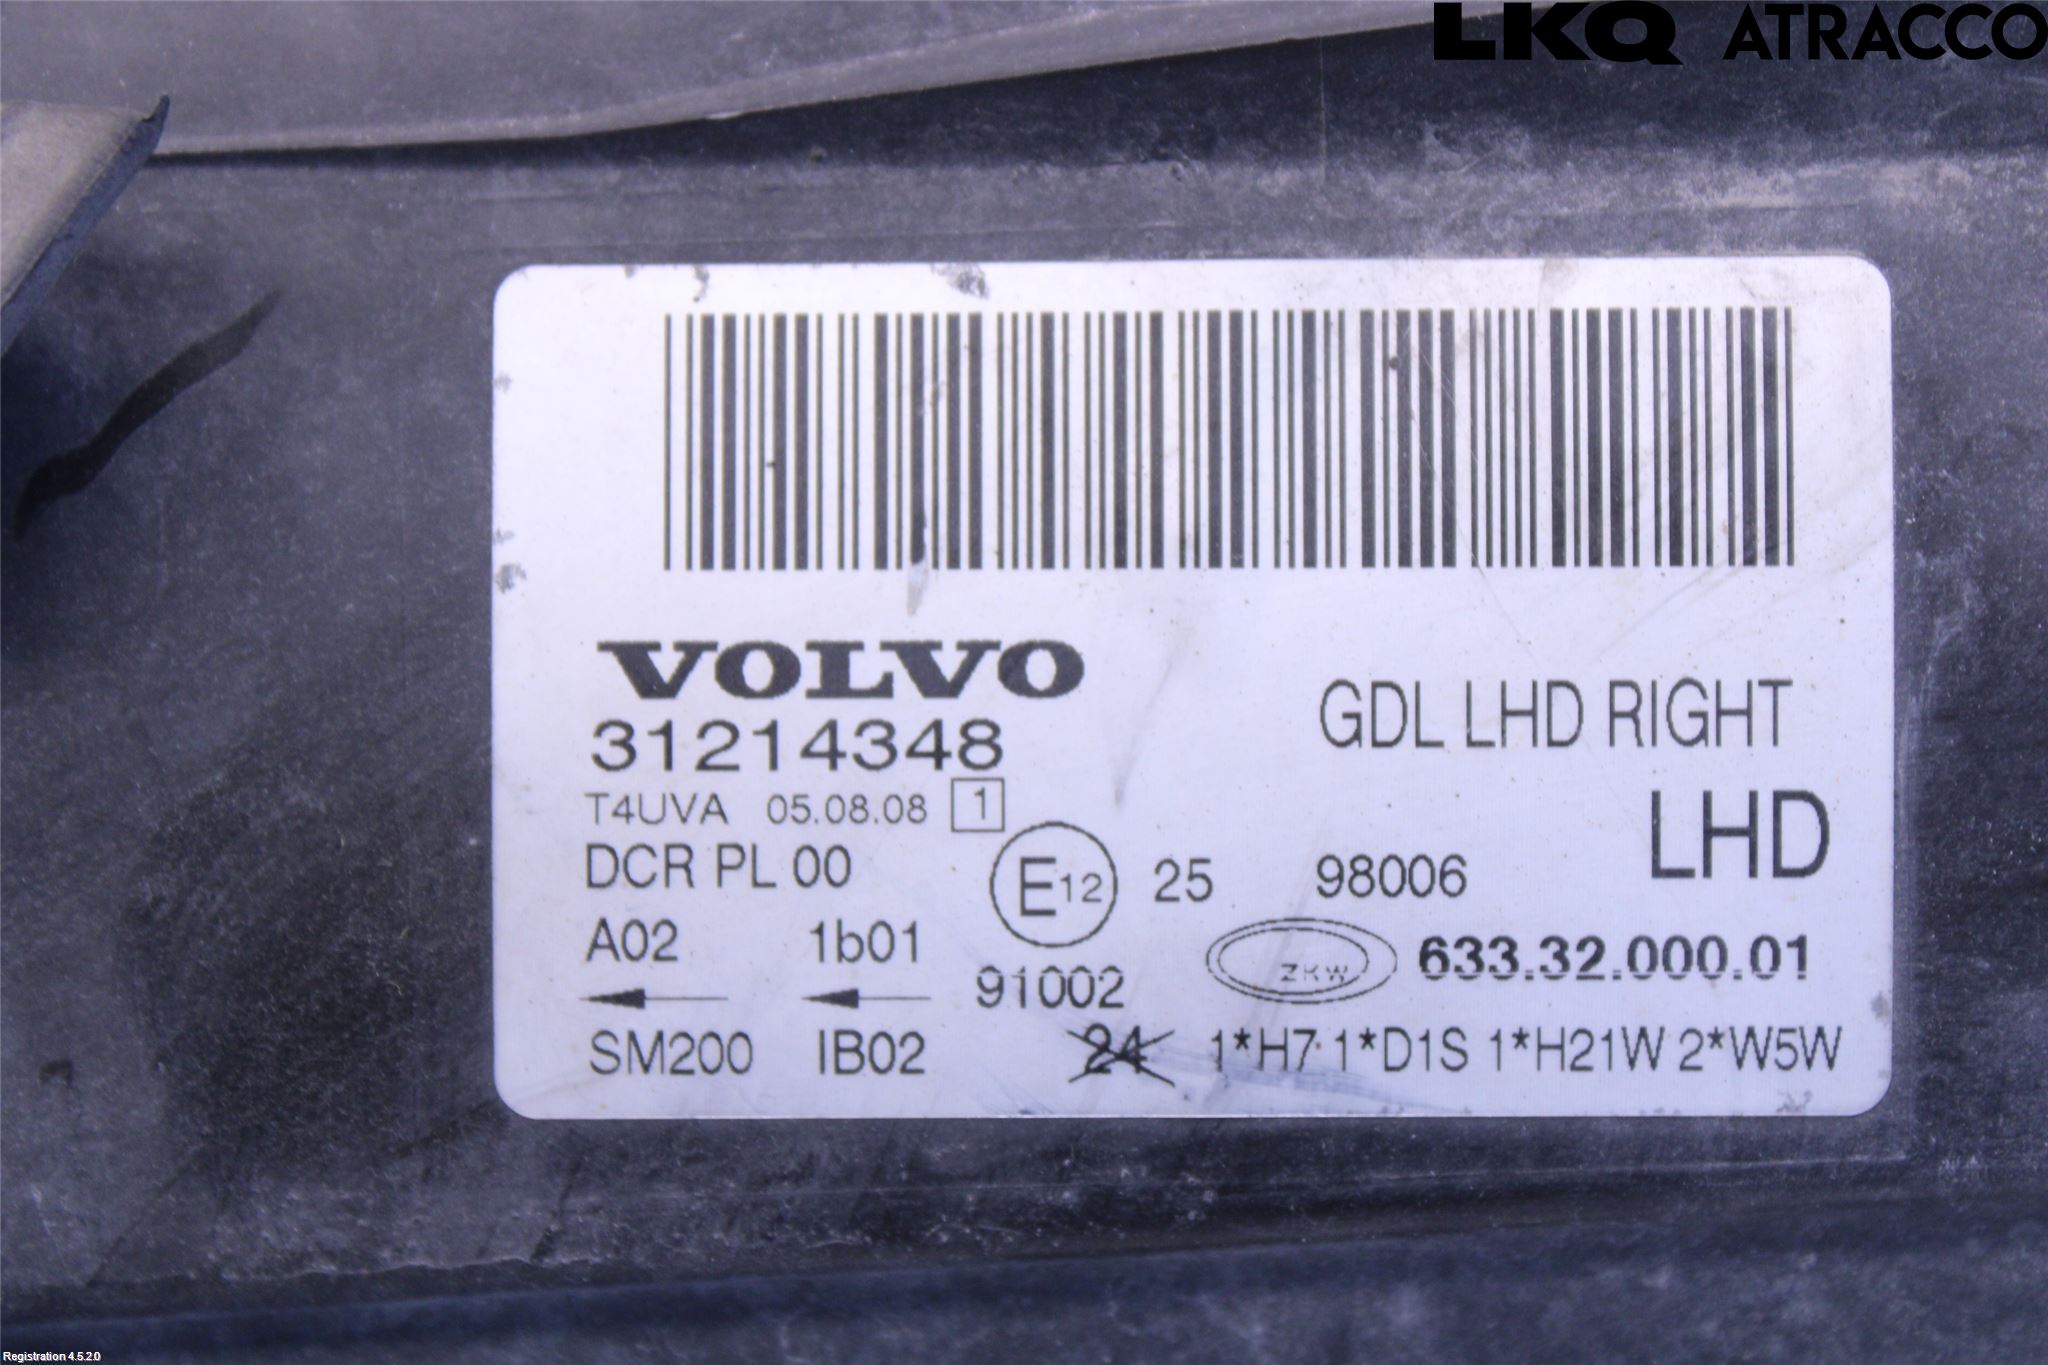 LKQ ATRACCO
VOLVO
31214348
GDL LHD RIGHT
T4UVA 05.08.08 1
LHD
DCR PL 00
E12 25 98006
A02 1b01
ZKW 633.32.000.01
91002
SM200 IB02 24 1*H7 1*D1S 1*H21W 2*W5W
Registration 4.5.2.0